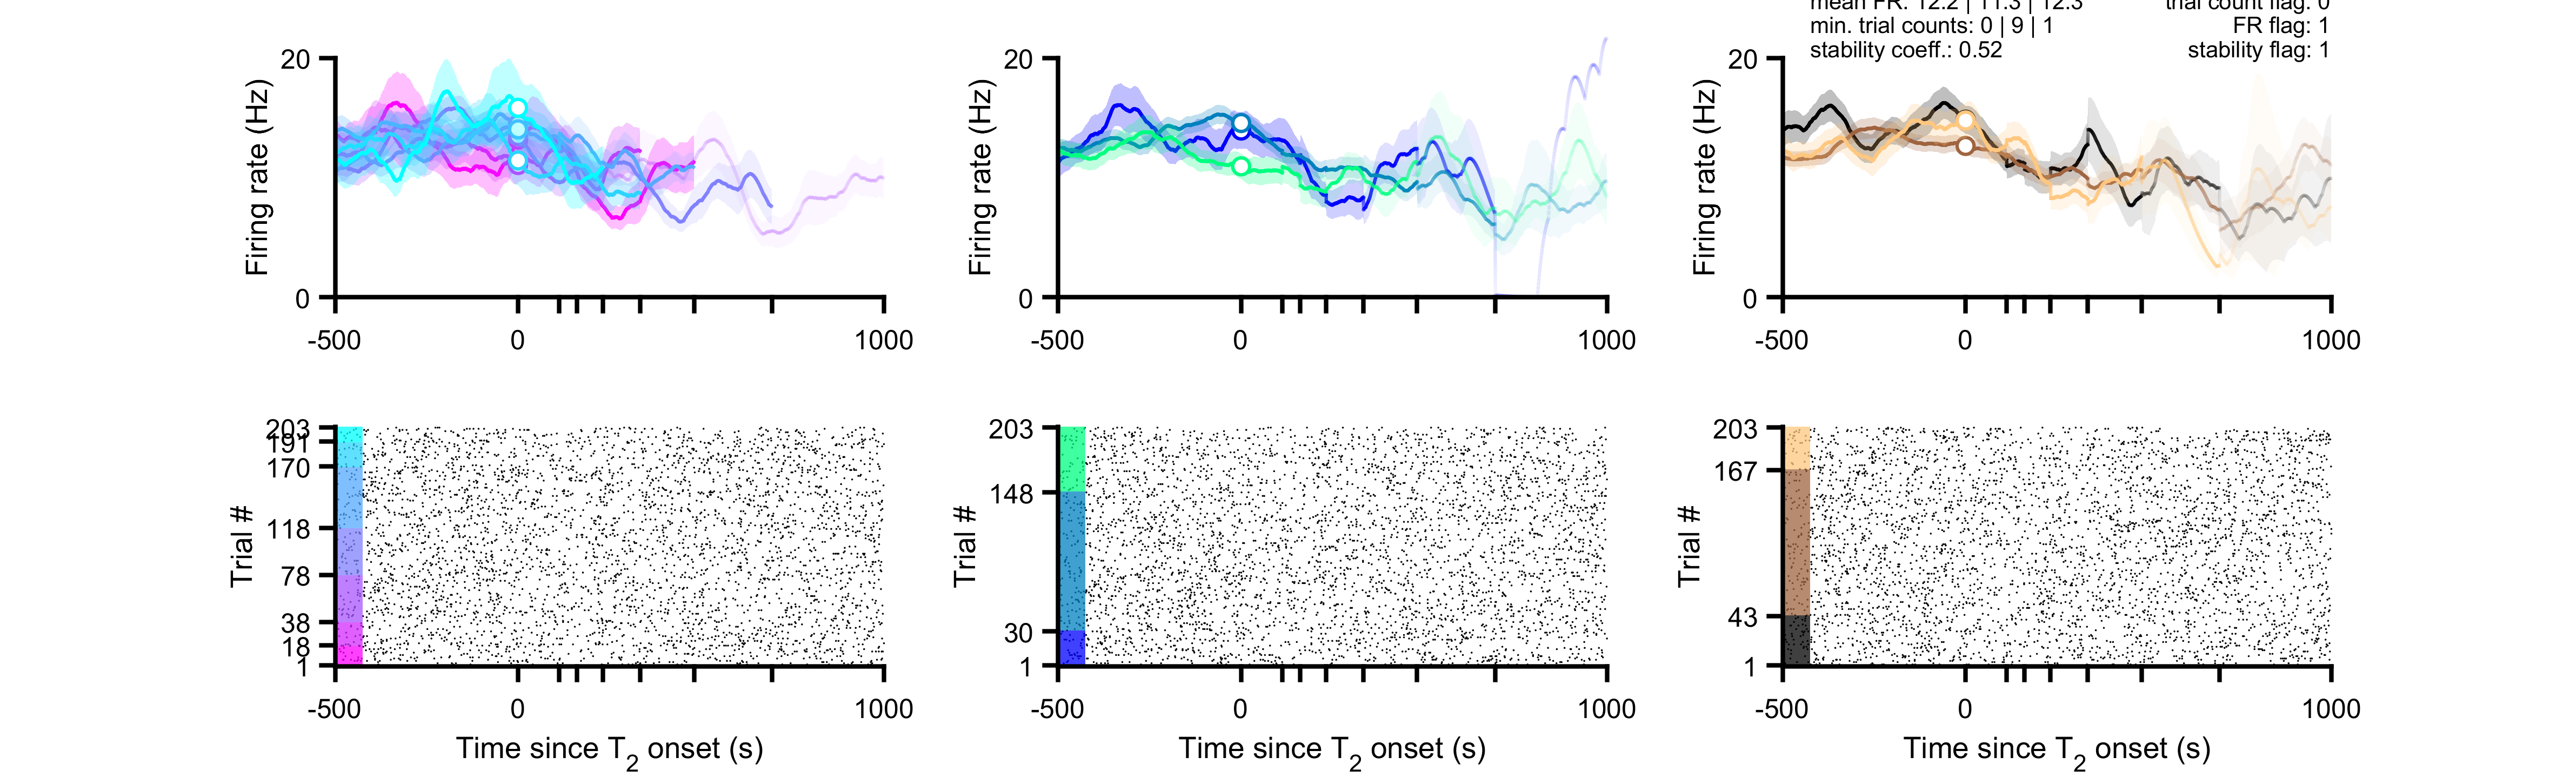 mean FR: 12.2 | 11.3 | 12.3
trial count flag: 0
min. trial counts: 0 | 9 | 1
FR flag: 1
stability coeff.: 0.52
stability flag: 1
Firing rate (Hz)
20
0
-500
0
1000
Firing rate (Hz)
20
0
-500
0
1000
Firing rate (Hz)
20
0
-500
0
1000
Trial #
203
191
170
118
78
38
18
1
-500
0
1000
Time since T2 onset (s)
Trial #
203
148
30
1
-500
0
1000
Time since T2 onset (s)
Trial #
203
167
43
1
-500
0
1000
Time since T2 onset (s)